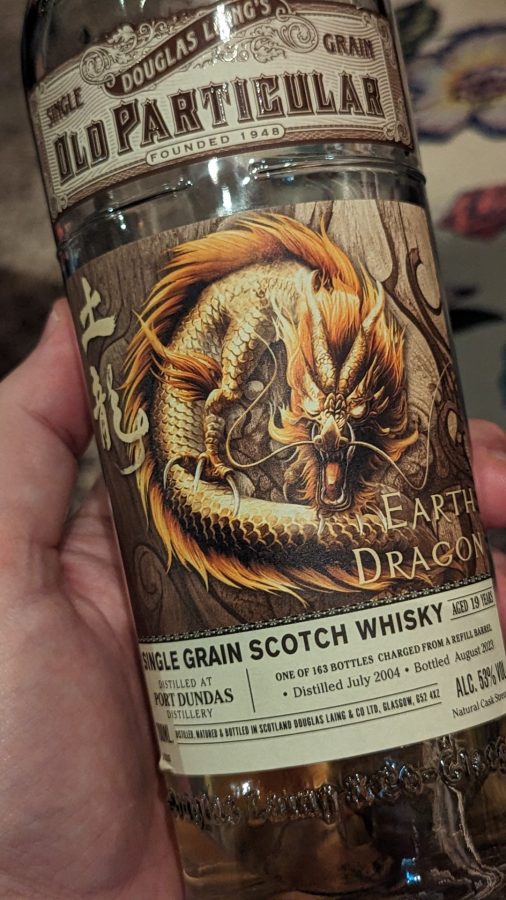 DOUGLAS LAING'S
SINGLE GRAIN
OLD PARTICULAR
FOUNDED 1948
土龍
EARTH
DRAGON
SINGLE GRAIN SCOTCH WHISKY
AGED 19 YEARS
DISTILLED AT
PORT DUNDAS
DISTILLERY
ONE OF 163 BOTTLES CHARGED FROM A REFILL BARREL
• Distilled July 2004 • Bottled August 2023
ALC. 53% VOL
Natural Cask
DISTILLED, MATURED & BOTTLED IN SCOTLAND DOUGLAS LAING & CO LTD, GLASGOW, G52 4XZ